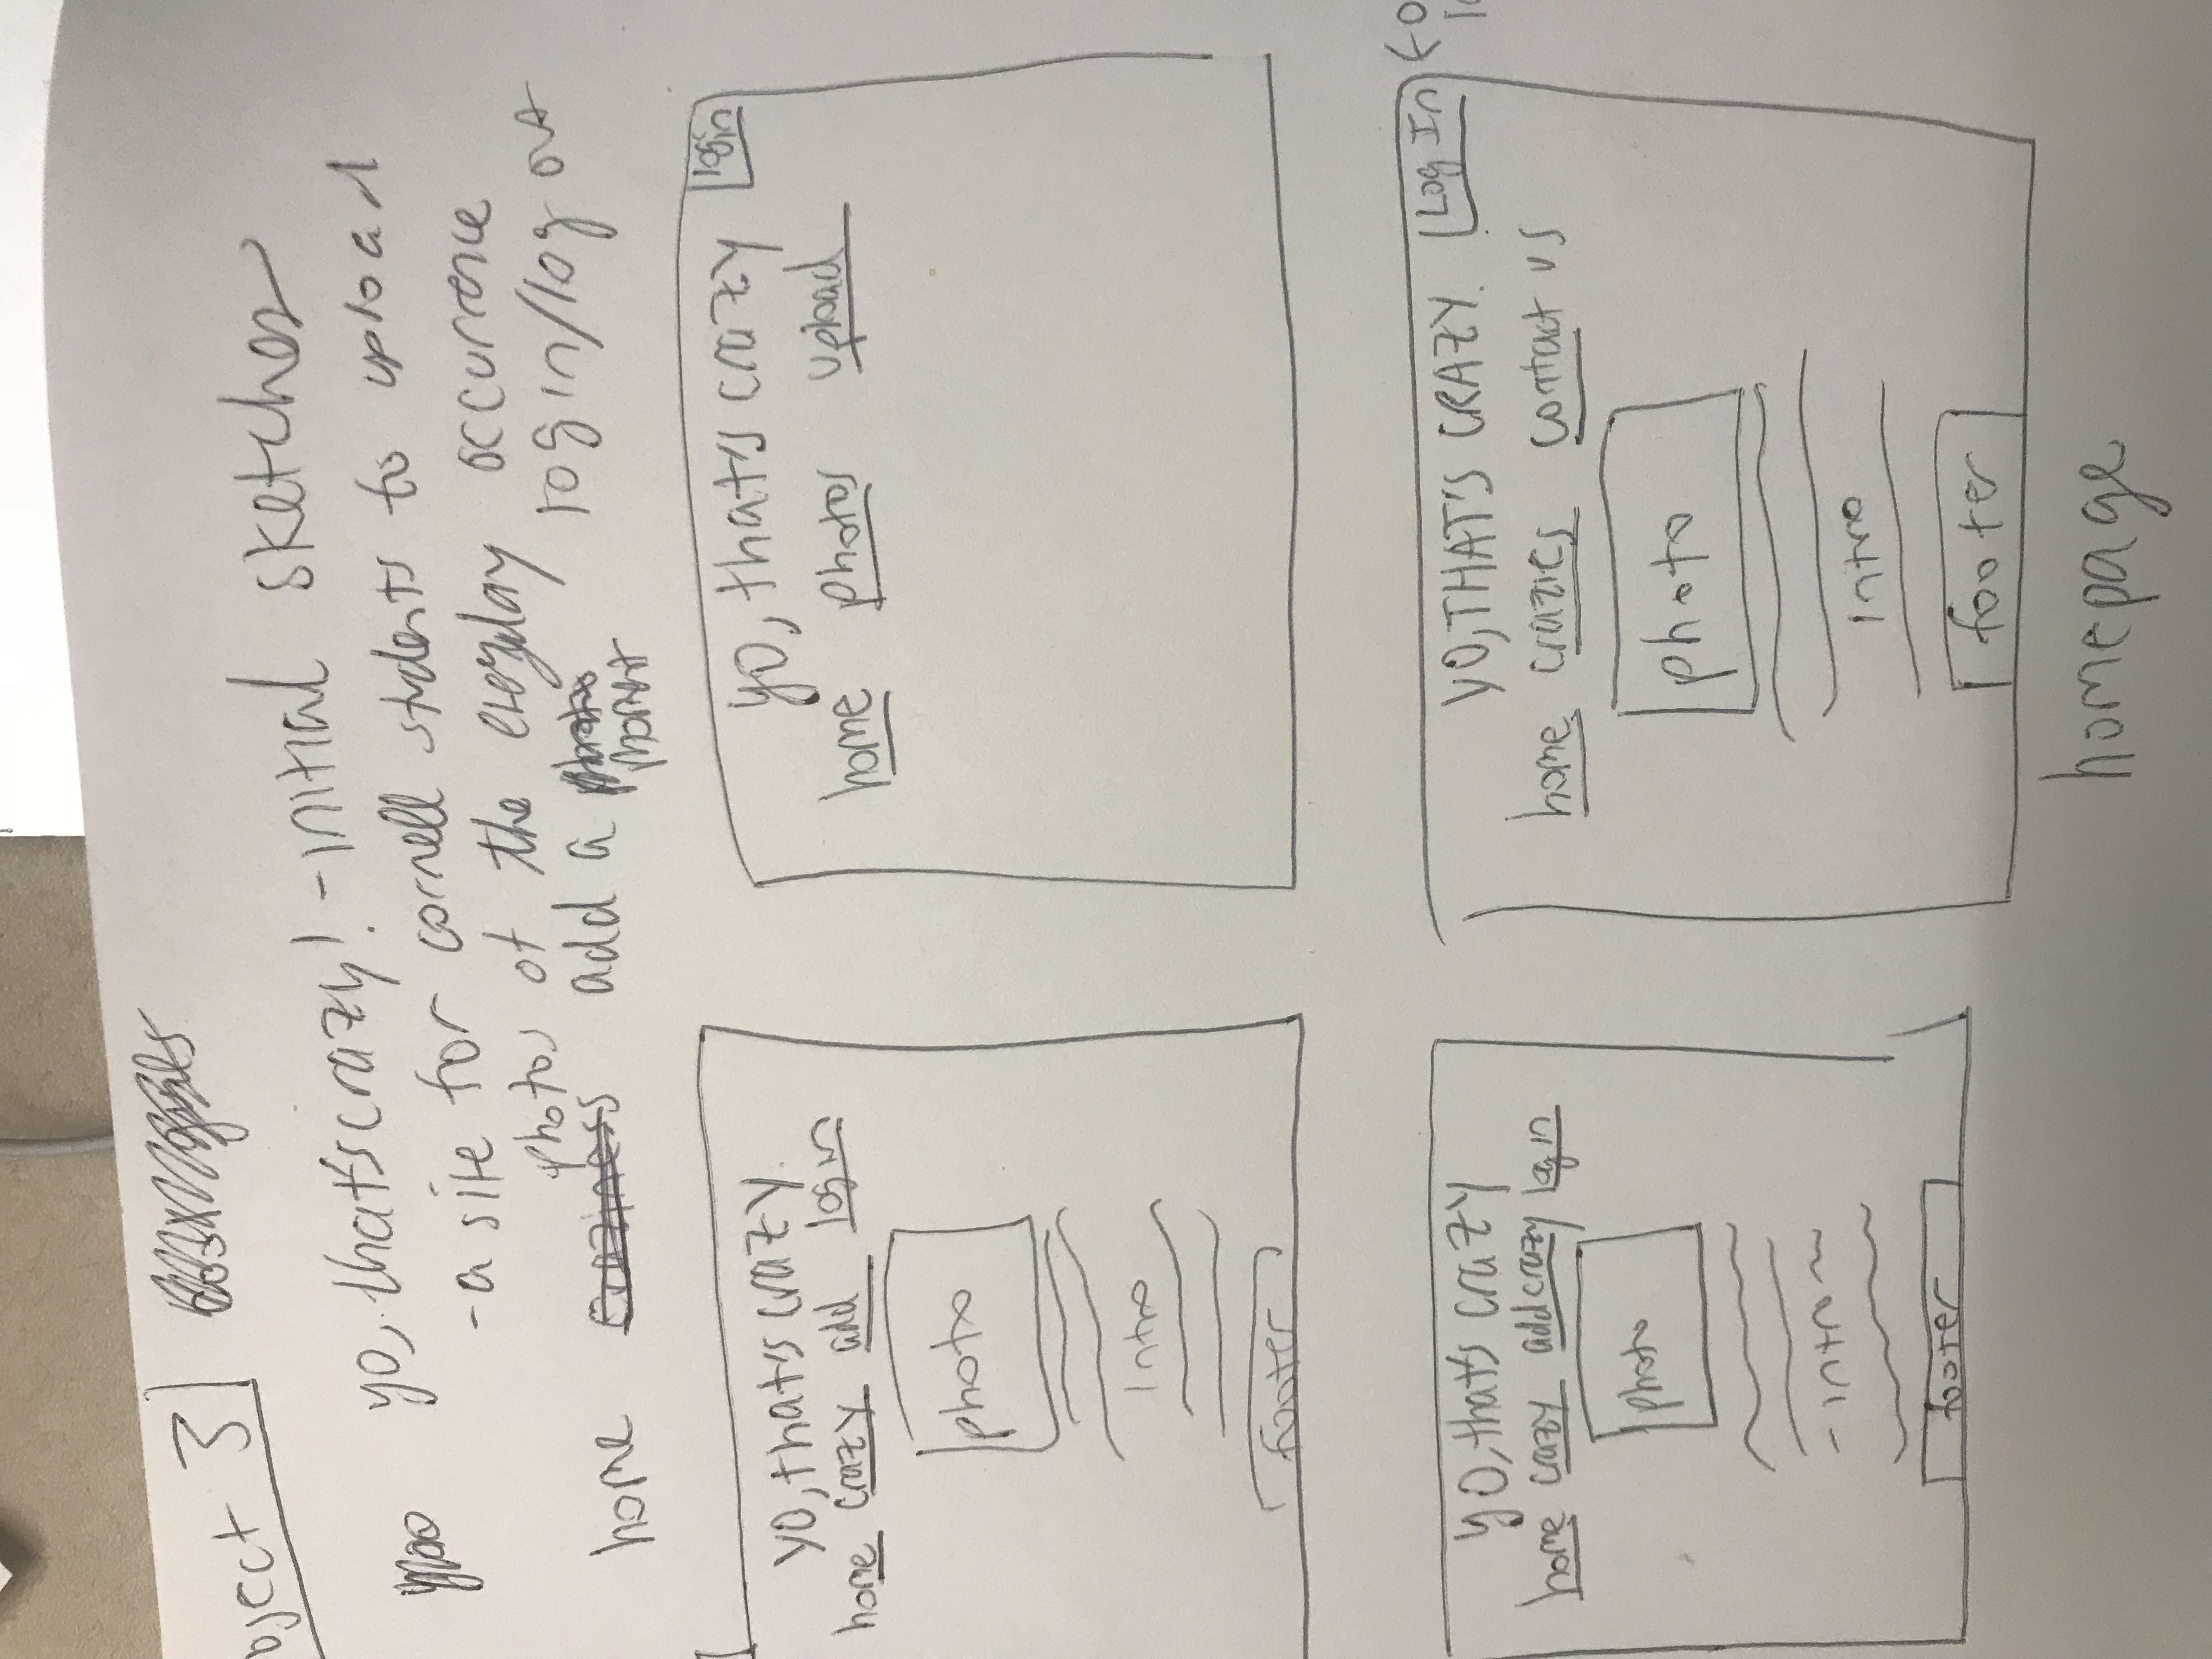 oject 3
yo, that's crazy! - initial sketches
- a site for cornell students to upload
photos of the everyday occurrence
home craziness add a photo login/log out
moment
yo, that's crazy.
home crazy add login
photo
intro
footer
yo, that's crazy
login
home photos upload
yo, that's crazy
home crazy add crazy log in
photo
- intro ~
footer
YO, THAT'S CRAZY.
Log In
home crazies contact us
photo
intro
footer
homepage